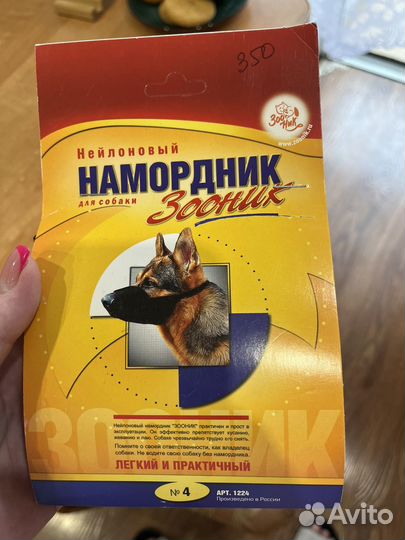 350
ЗооНик
www.zoonik.ru
Нейлоновый
НАМОРДНИК
для собаки
Зооник
ЗООНИК
Нейлоновый намордник "ЗООНИК" практичен и прост в
эксплуатации. Он эффективно препятствует кусанию,
жеванию и лаю. Собаке чрезвычайно трудно его снять.
Помните о своей ответственности, как владелец
собаки. Не водите свою собаку без намордника.
ЛЕГКИЙ И ПРАКТИЧНЫЙ
№ 4
АРТ. 1224
Произведено в России
Avito